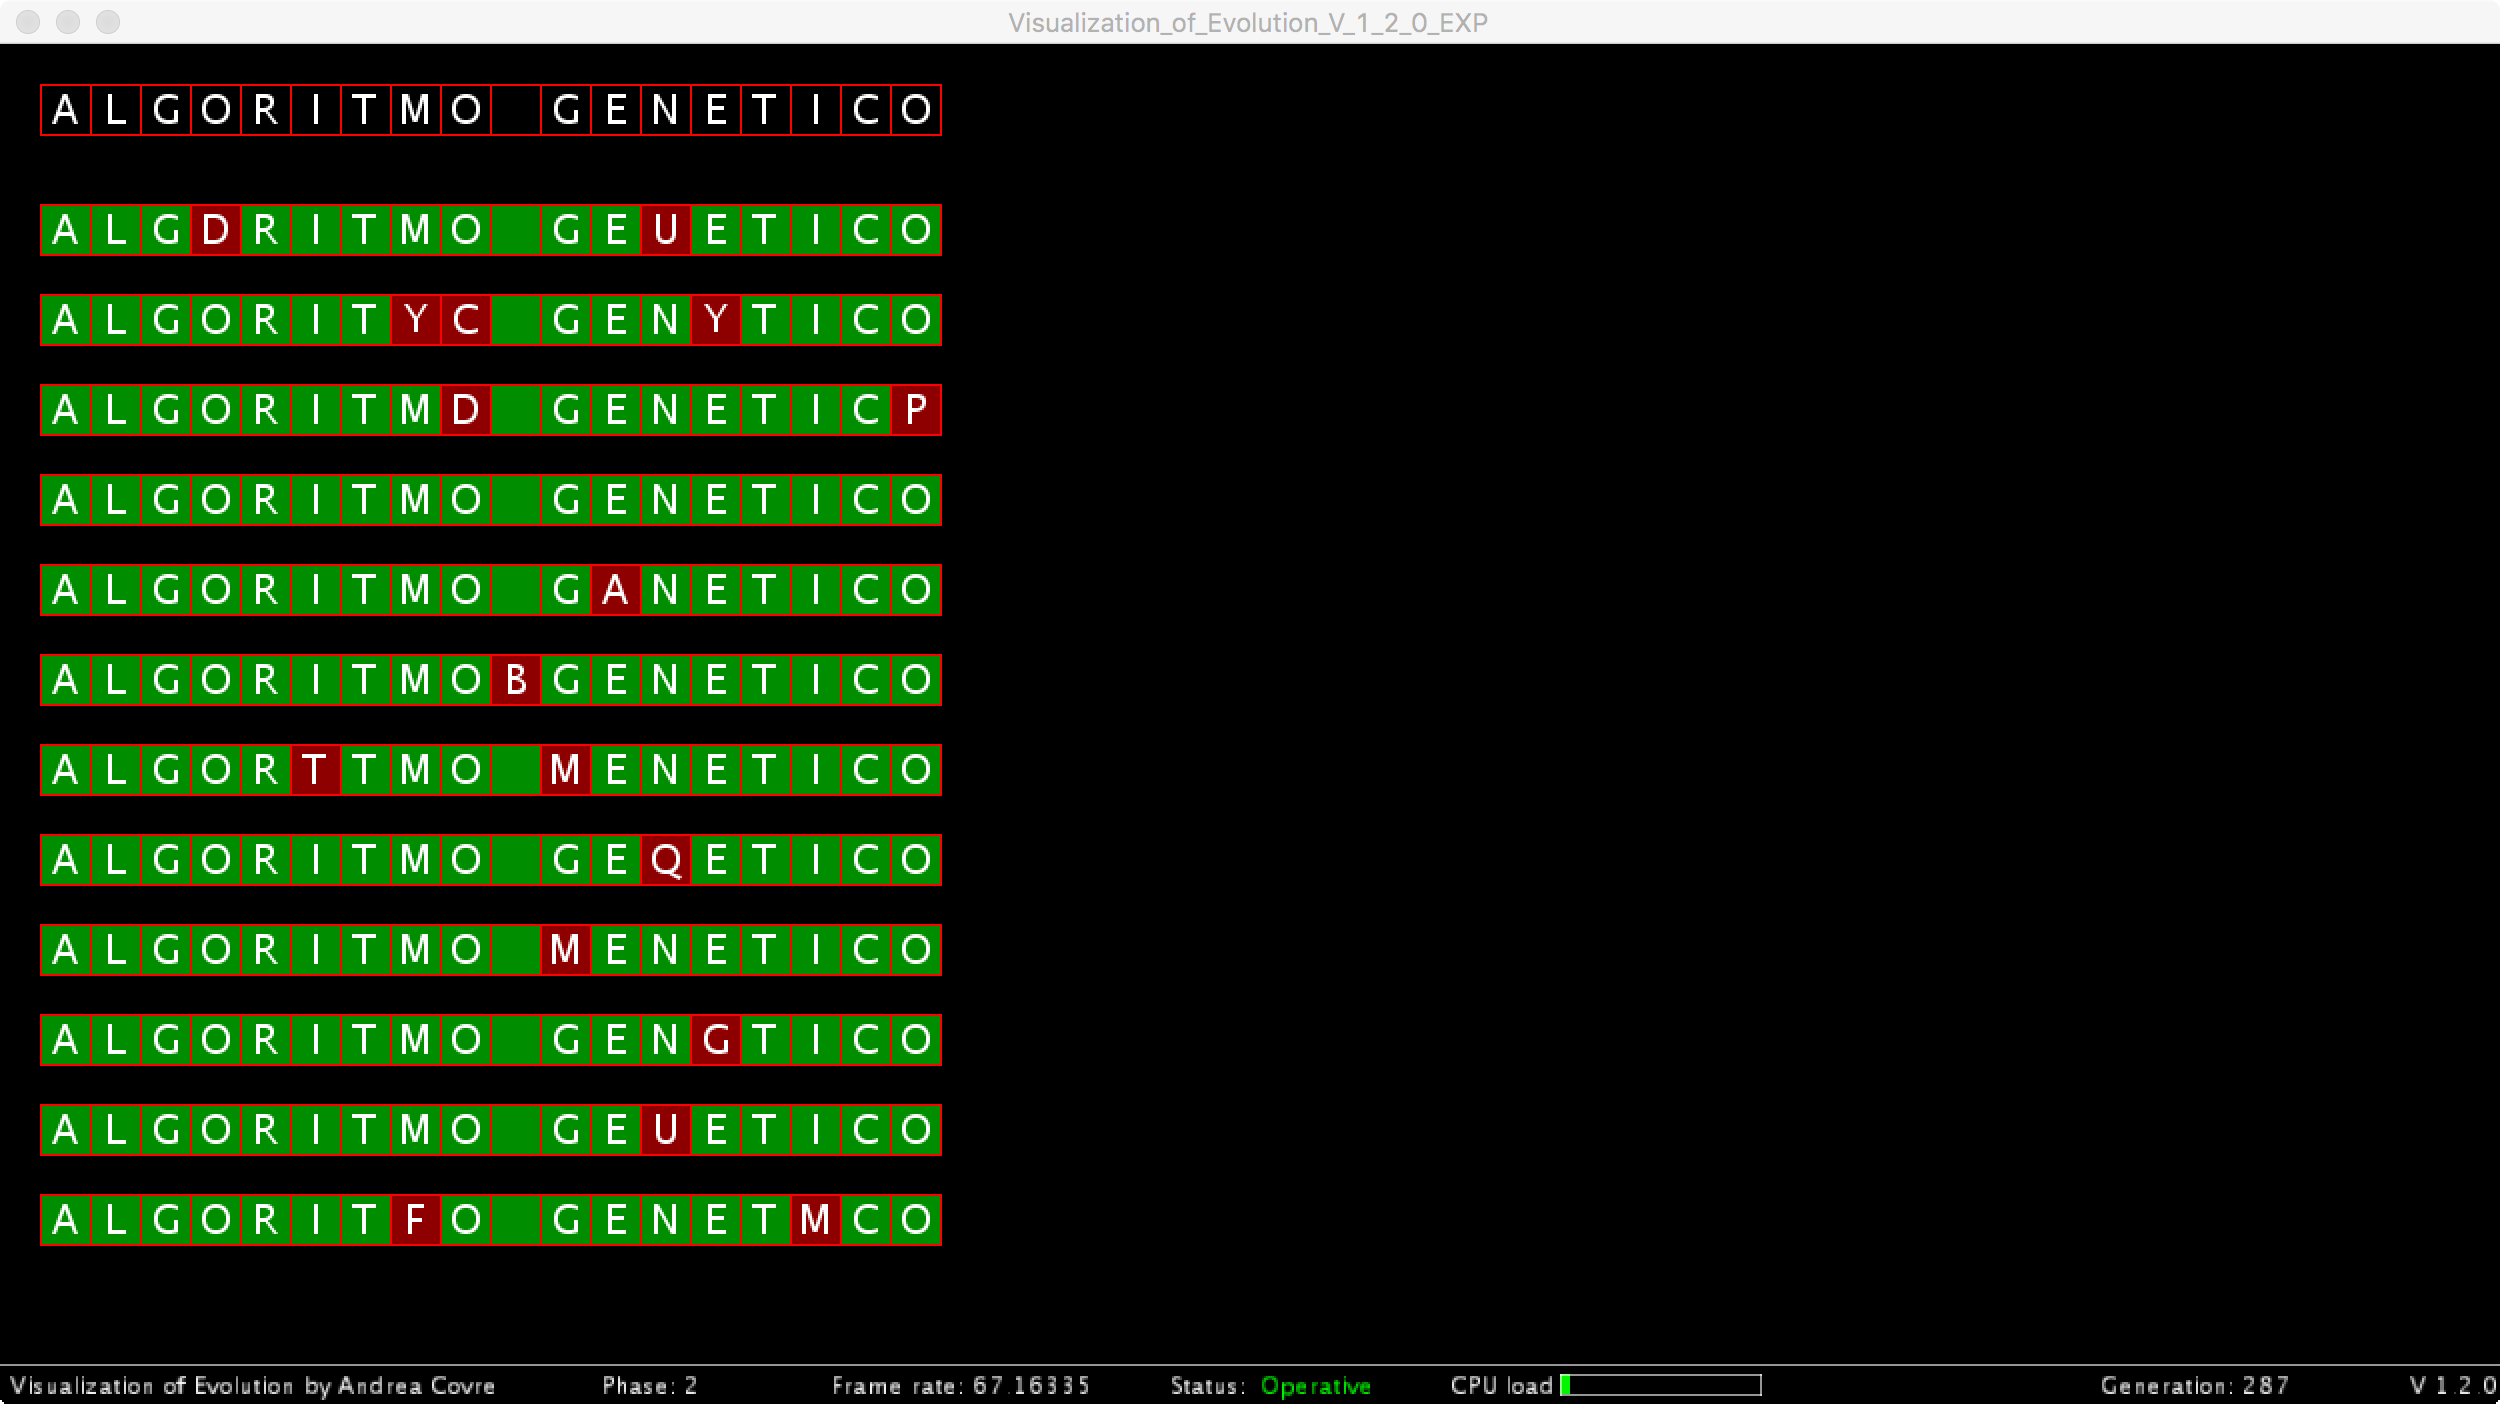 Visualization_of_Evolution_V_1_2_0_EXP
ALGORITMO GENETICO
ALGDRITMO GEUETICO
ALGORITYC GENYTICO
ALGORITMD GENETICP
ALGORITMO GENETICO
ALGORITMO GANETICO
ALGORITMOBGENETICO
ALGORTTMO MENETICO
ALGORITMO GEQETICO
ALGORITMO MENETICO
ALGORITMO GENGTICO
ALGORITMO GEUETICO
ALGORITFO GENETMCO
Visualization of Evolution by Andrea Covre Phase: 2 Frame rate: 67.16335 Status: Operative CPU load Generation: 287 V 1.2.0